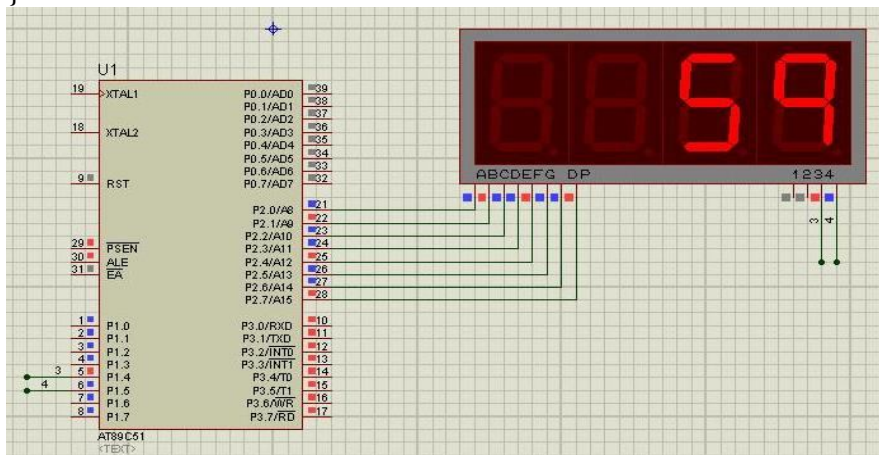 }
U1
19 XTAL1
18 XTAL2
9 RST
29 PSEN
30 ALE
31 EA
1 P1.0
2 P1.1
3 P1.2
4 P1.3
3 5 P1.4
4 6 P1.5
7 P1.6
8 P1.7
P0.0/AD0 39
P0.1/AD1 38
P0.2/AD2 37
P0.3/AD3 36
P0.4/AD4 35
P0.5/AD5 34
P0.6/AD6 33
P0.7/AD7 32
P2.0/A8 21
P2.1/A9 22
P2.2/A10 23
P2.3/A11 24
P2.4/A12 25
P2.5/A13 26
P2.6/A14 27
P2.7/A15 28
P3.0/RXD 10
P3.1/TXD 11
P3.2/INT0 12
P3.3/INT1 13
P3.4/T0 14
P3.5/T1 15
P3.6/WR 16
P3.7/RD 17
AT89C51
<TEXT>
59
ABCDEFG DP
1234
3 4